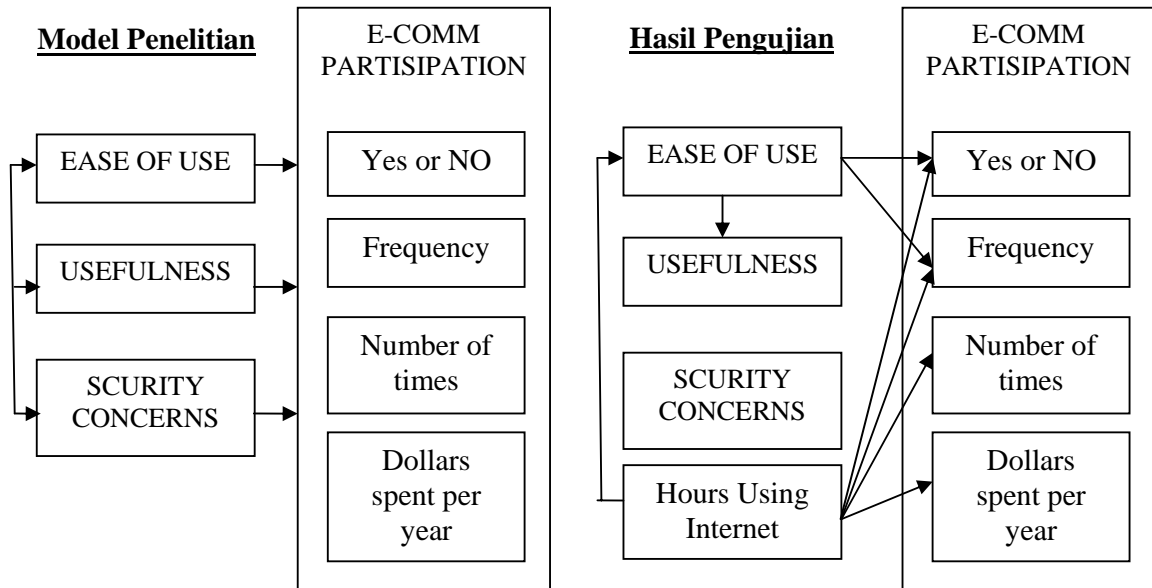 Model Penelitian
E-COMM
PARTISIPATION
EASE OF USE
Yes or NO
USEFULNESS
Frequency
SCURITY
CONCERNS
Number of
times
Dollars
spent per
year
Hasil Pengujian
E-COMM
PARTISIPATION
EASE OF USE
Yes or NO
USEFULNESS
Frequency
SCURITY
CONCERNS
Number of
times
Hours Using
Internet
Dollars
spent per
year